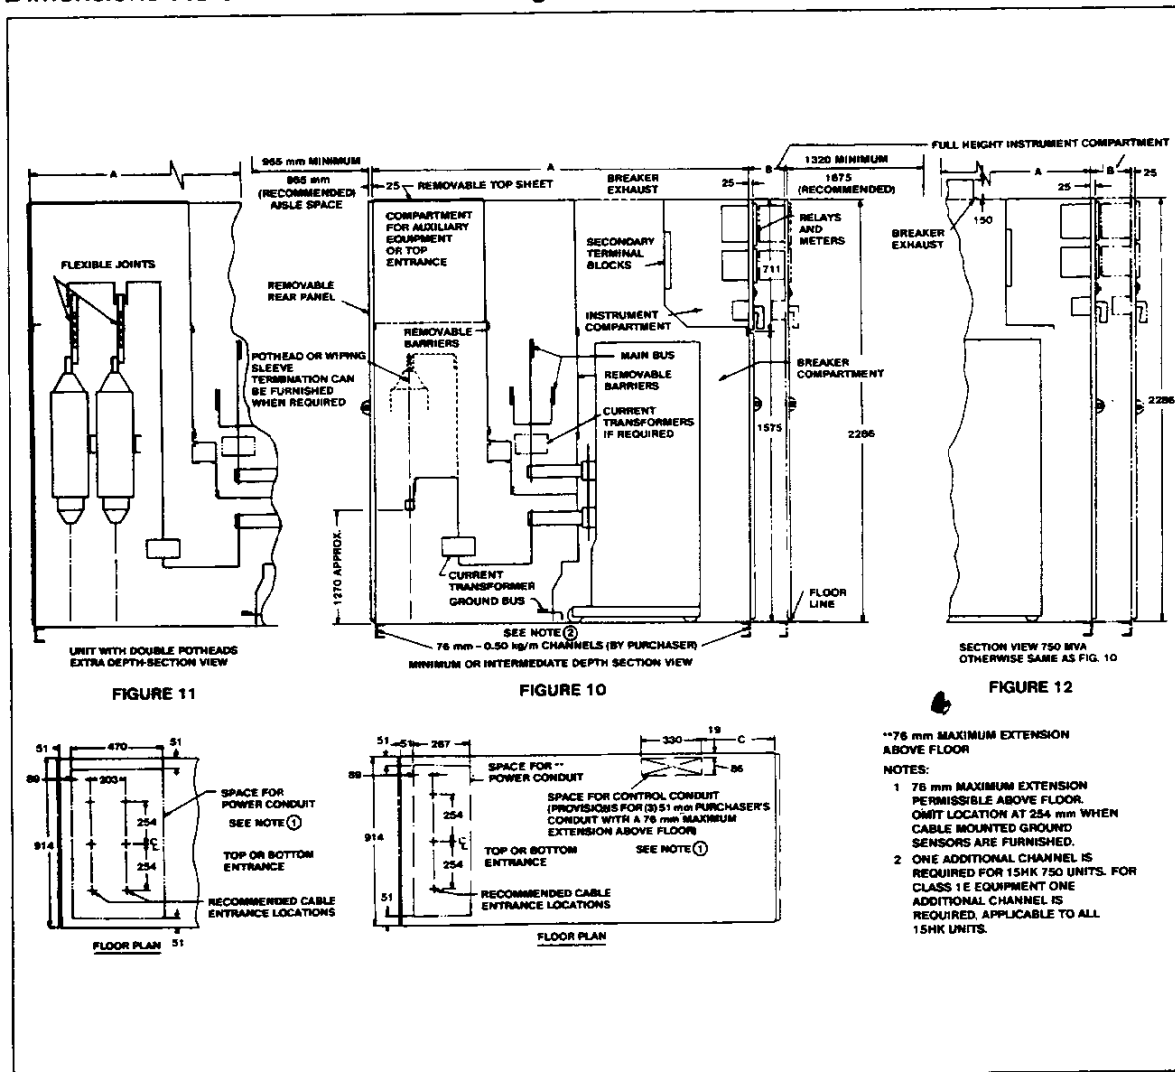 A
965 mm MINIMUM
965 mm
(RECOMMENDED)
AISLE SPACE
FLEXIBLE JOINTS
REMOVABLE
REAR PANEL
POTHEAD OR WIPING
SLEEVE
TERMINATION CAN
BE FURNISHED
WHEN REQUIRED
UNIT WITH DOUBLE POTHEADS
EXTRA DEPTH-SECTION VIEW
FIGURE 11
A
B
25
REMOVABLE TOP SHEET
BREAKER
EXHAUST
25
1320 MINIMUM
1675
(RECOMMENDED)
COMPARTMENT
FOR AUXILIARY
EQUIPMENT
OR TOP
ENTRANCE
SECONDARY
TERMINAL
BLOCKS
RELAYS
AND
METERS
711
INSTRUMENT
COMPARTMENT
REMOVABLE
BARRIERS
MAIN BUS
REMOVABLE
BARRIERS
BREAKER
COMPARTMENT
CURRENT
TRANSFORMERS
IF REQUIRED
1575
2286
1270 APPROX.
CURRENT
TRANSFORMER
GROUND BUS
FLOOR
LINE
SEE NOTE 2
76 mm – 0.50 kg/m CHANNELS (BY PURCHASER)
MINIMUM OR INTERMEDIATE DEPTH SECTION VIEW
FIGURE 10
FULL HEIGHT INSTRUMENT COMPARTMENT
A
B
25
25
150
BREAKER
EXHAUST
2286
SECTION VIEW 750 MVA
OTHERWISE SAME AS FIG. 10
FIGURE 12
51
470
51
89
203
254
914
254
51
SPACE FOR
POWER CONDUIT
SEE NOTE 1
TOP OR BOTTOM
ENTRANCE
RECOMMENDED CABLE
ENTRANCE LOCATIONS
FLOOR PLAN
51
51
267
89
254
914
254
51
SPACE FOR **
POWER CONDUIT
330
19
C
86
SPACE FOR CONTROL CONDUIT
(PROVISIONS FOR (3) 51 mm PURCHASER'S
CONDUIT WITH A 76 mm MAXIMUM
EXTENSION ABOVE FLOOR)
TOP OR BOTTOM
ENTRANCE
SEE NOTE 1
RECOMMENDED CABLE
ENTRANCE LOCATIONS
FLOOR PLAN
**76 mm MAXIMUM EXTENSION
ABOVE FLOOR
NOTES:
1 76 mm MAXIMUM EXTENSION
PERMISSIBLE ABOVE FLOOR.
OMIT LOCATION AT 254 mm WHEN
CABLE MOUNTED GROUND
SENSORS ARE FURNISHED.
2 ONE ADDITIONAL CHANNEL IS
REQUIRED FOR 15HK 750 UNITS. FOR
CLASS 1E EQUIPMENT ONE
ADDITIONAL CHANNEL IS
REQUIRED, APPLICABLE TO ALL
15HK UNITS.